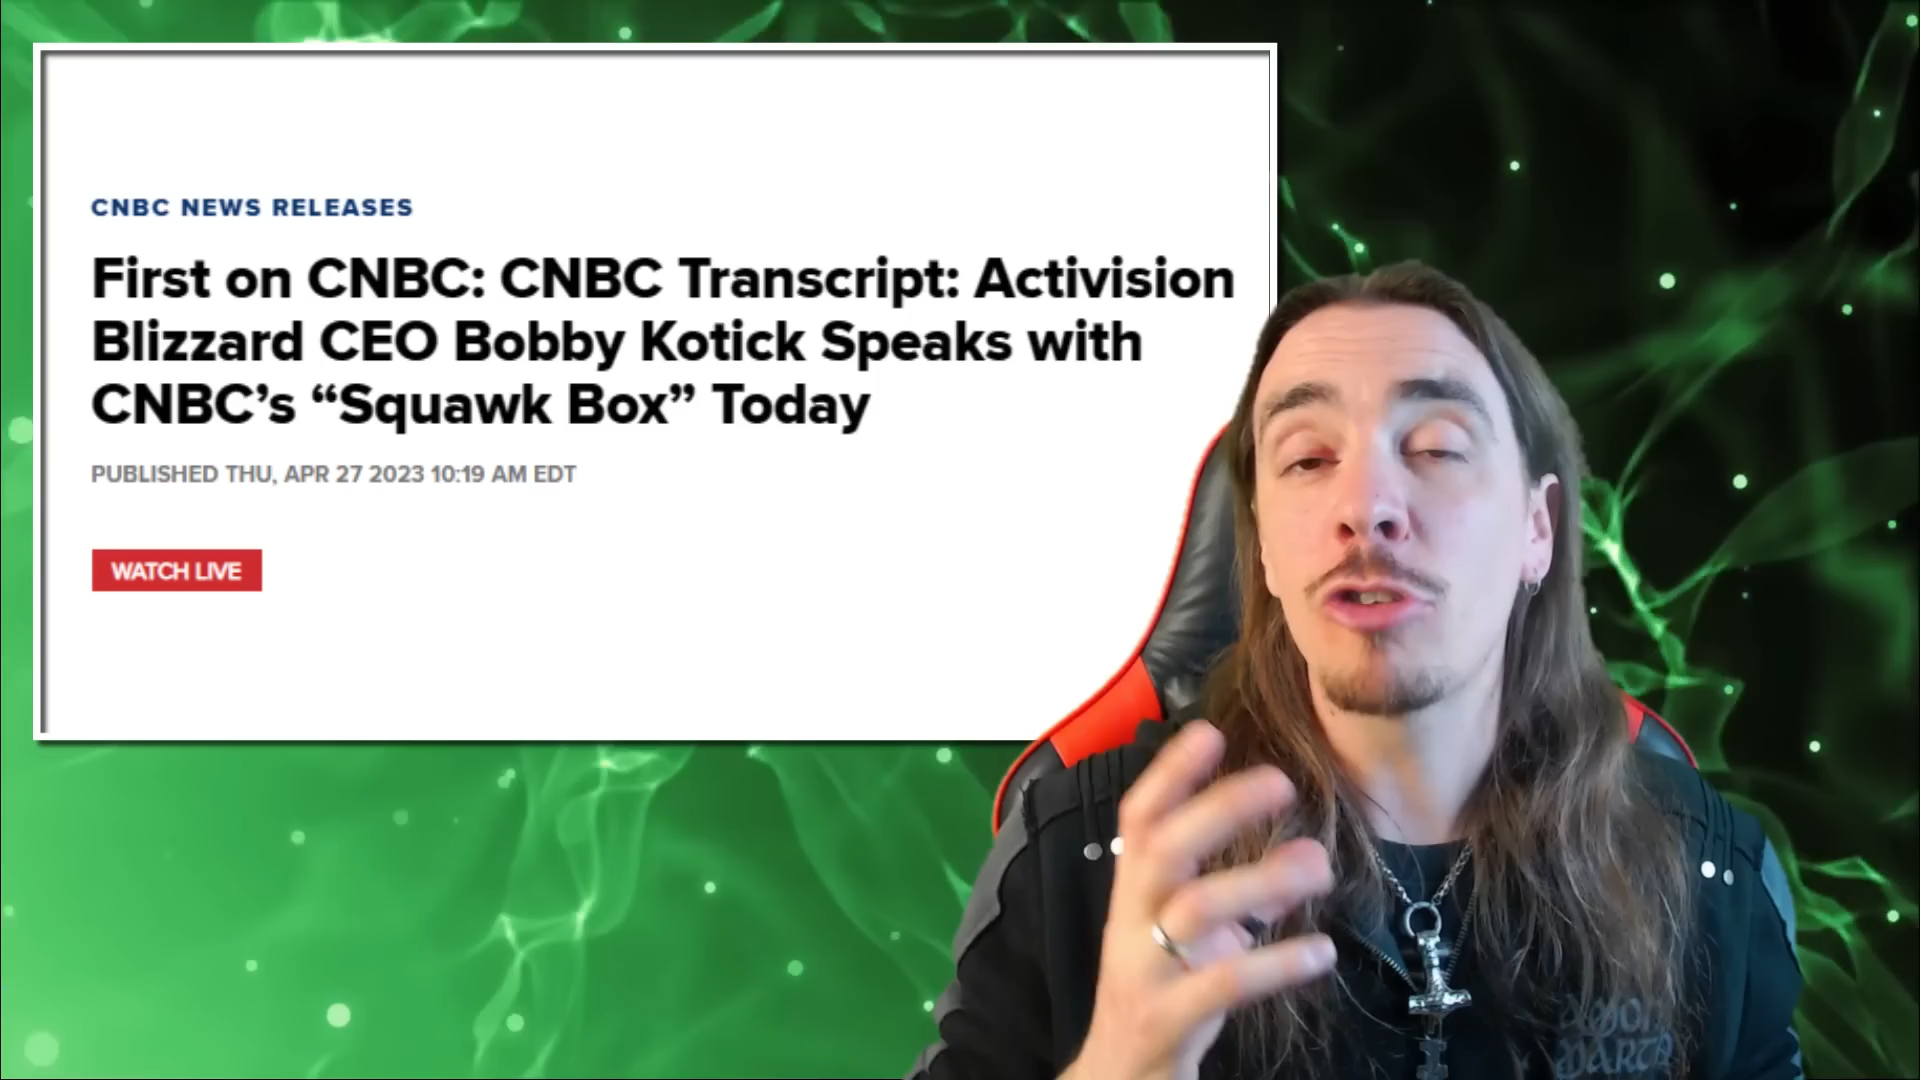 CNBC NEWS RELEASES
First on CNBC: CNBC Transcript: Activision
Blizzard CEO Bobby Kotick Speaks with
CNBC’s “Squawk Box” Today
PUBLISHED THU, APR 27 2023 10:19 AM EDT
WATCH LIVE